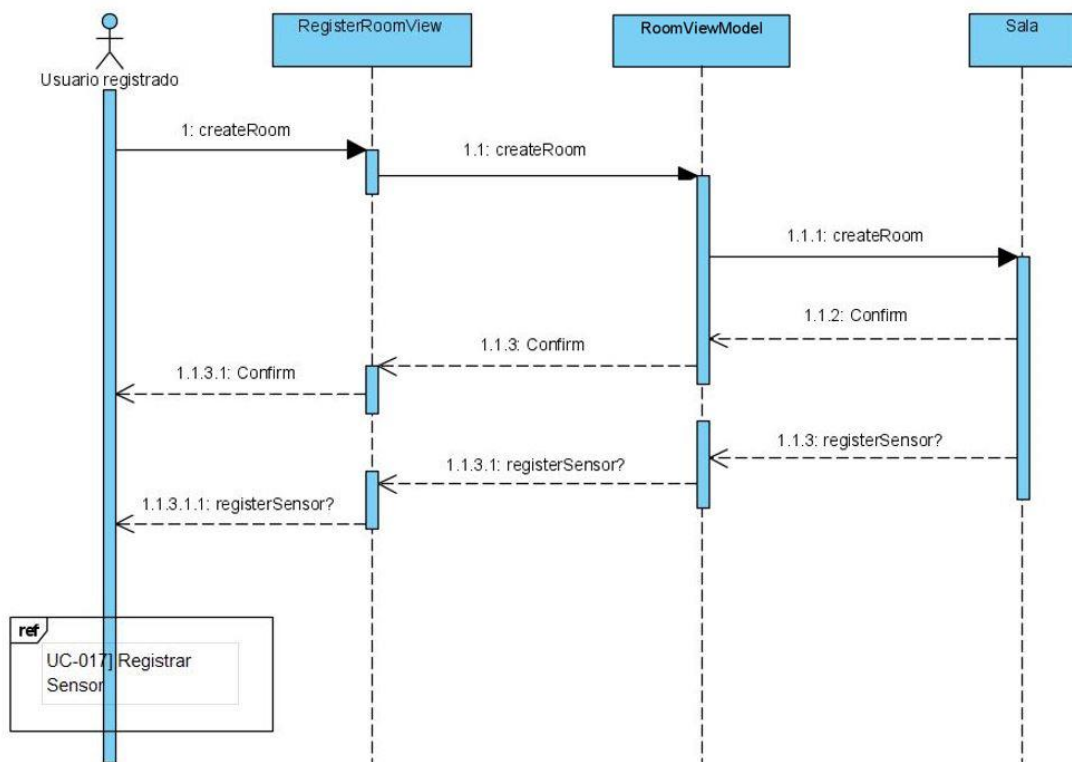 RegisterRoomView
RoomViewModel
Sala
Usuario registrado
1: createRoom
1.1: createRoom
1.1.1: createRoom
1.1.2: Confirm
1.1.3: Confirm
1.1.3.1: Confirm
1.1.3: registerSensor?
1.1.3.1: registerSensor?
1.1.3.1.1: registerSensor?
ref
UC-017] Registrar
Sensor